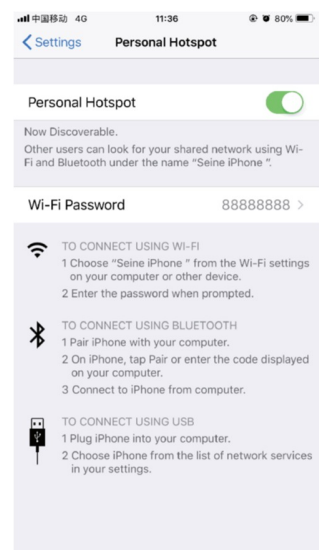 中国移动 4G 11:36 80%
Settings Personal Hotspot
Personal Hotspot
Now Discoverable.
Other users can look for your shared network using Wi-
Fi and Bluetooth under the name “Seine iPhone ”.
Wi-Fi Password 88888888
TO CONNECT USING WI-FI
1 Choose “Seine iPhone ” from the Wi-Fi settings
on your computer or other device.
2 Enter the password when prompted.
TO CONNECT USING BLUETOOTH
1 Pair iPhone with your computer.
2 On iPhone, tap Pair or enter the code displayed
on your computer.
3 Connect to iPhone from computer.
TO CONNECT USING USB
1 Plug iPhone into your computer.
2 Choose iPhone from the list of network services
in your settings.